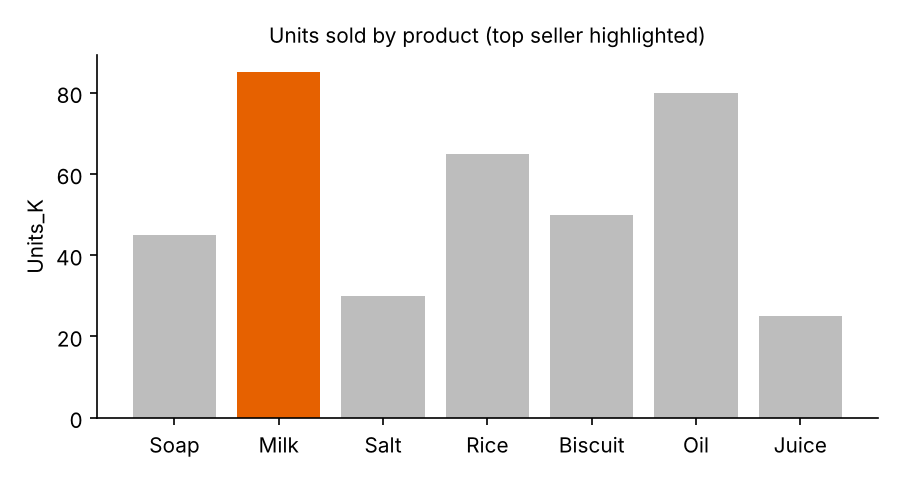 Units sold by product (top seller highlighted)
Units_K
80
60
40
20
0
Soap Milk Salt Rice Biscuit Oil Juice